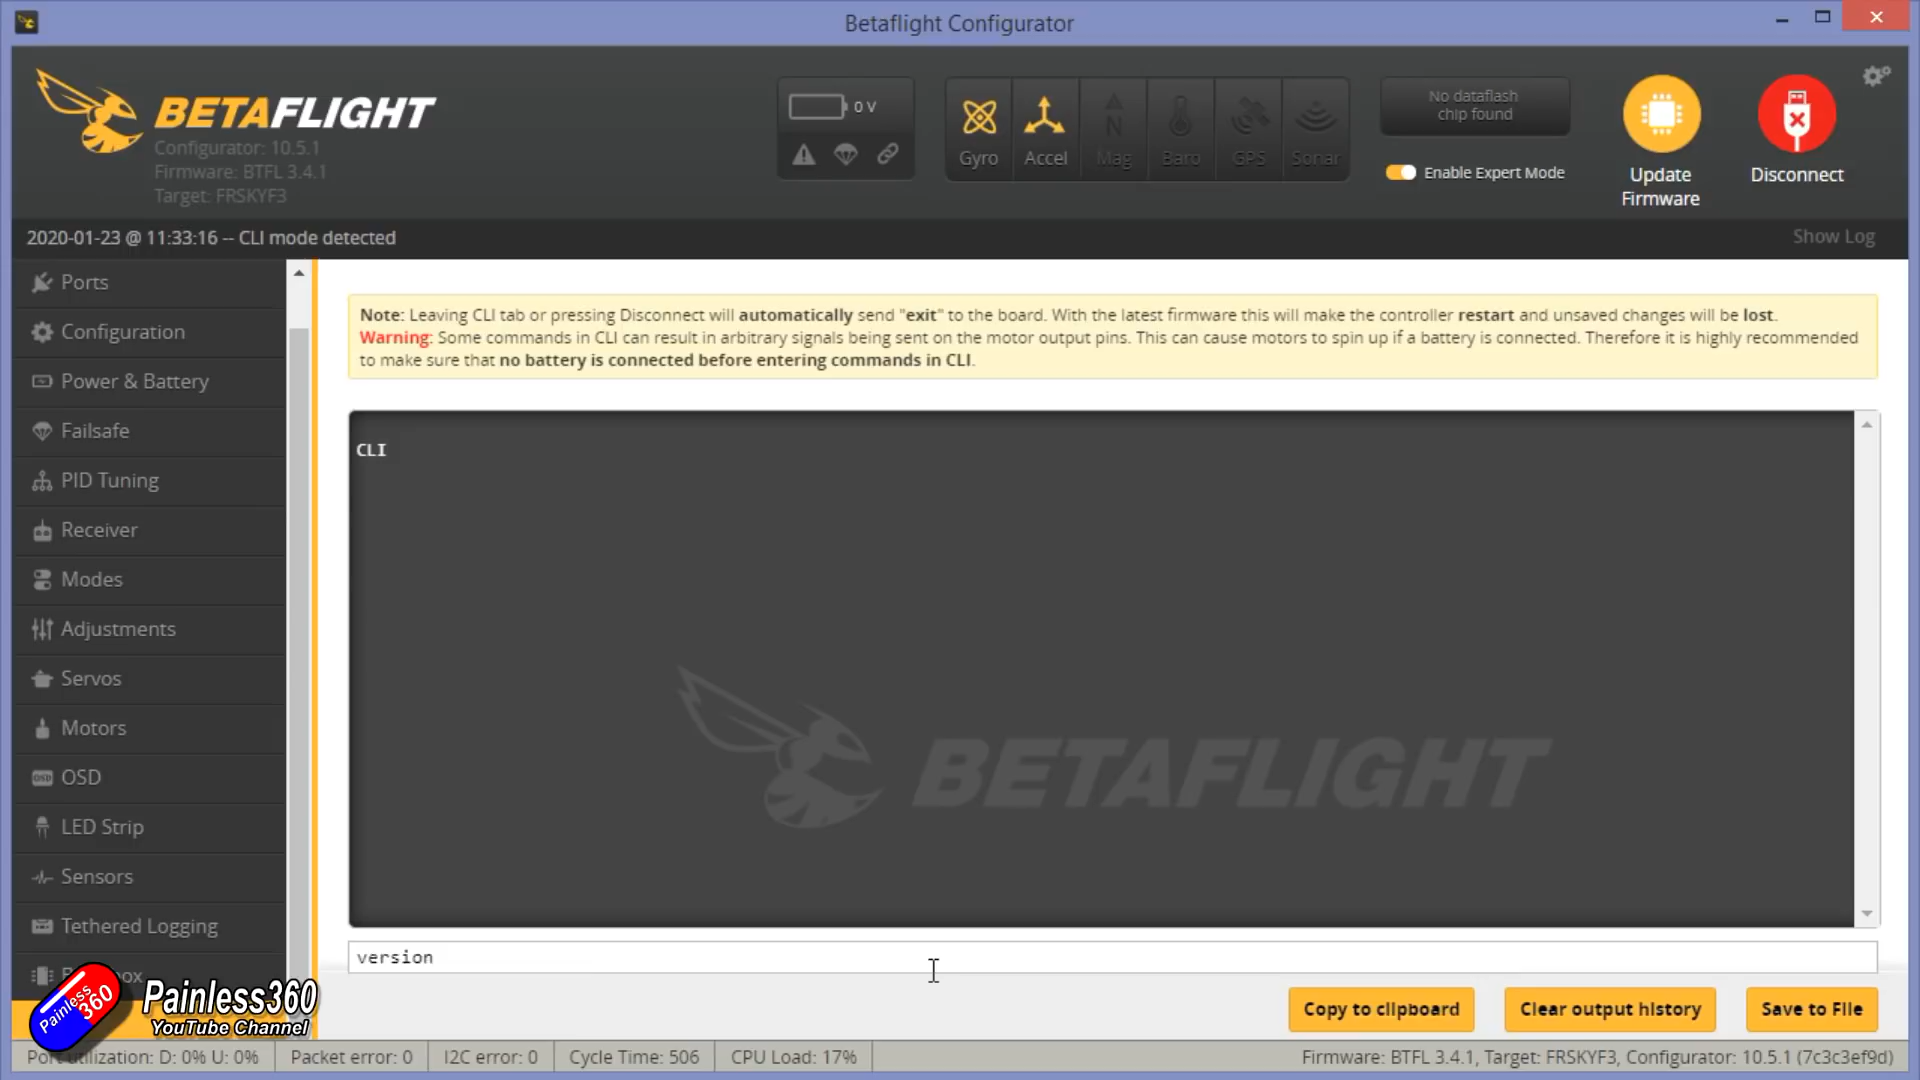 Betaflight Configurator
BETAFLIGHT
Configurator: 10.5.1
Firmware: BTFL 3.4.1
Target: FRSKYF3
0 V
Gyro
Accel
Mag
Baro
GPS
Sonar
No dataflash
chip found
Enable Expert Mode
Update
Firmware
Disconnect
2020-01-23 @ 11:33:16 -- CLI mode detected
Show Log
Ports
Configuration
Power & Battery
Failsafe
PID Tuning
Receiver
Modes
Adjustments
Servos
Motors
OSD
LED Strip
Sensors
Tethered Logging
Note: Leaving CLI tab or pressing Disconnect will automatically send "exit" to the board. With the latest firmware this will make the controller restart and unsaved changes will be lost.
Warning: Some commands in CLI can result in arbitrary signals being sent on the motor output pins. This can cause motors to spin up if a battery is connected. Therefore it is highly recommended
to make sure that no battery is connected before entering commands in CLI.
CLI
BETAFLIGHT
version
Painless360
Painless360
YouTube Channel
Copy to clipboard
Clear output history
Save to File
Port utilization: D: 0% U: 0%
Packet error: 0
I2C error: 0
Cycle Time: 506
CPU Load: 17%
Firmware: BTFL 3.4.1, Target: FRSKYF3, Configurator: 10.5.1 (7c3c3ef9d)